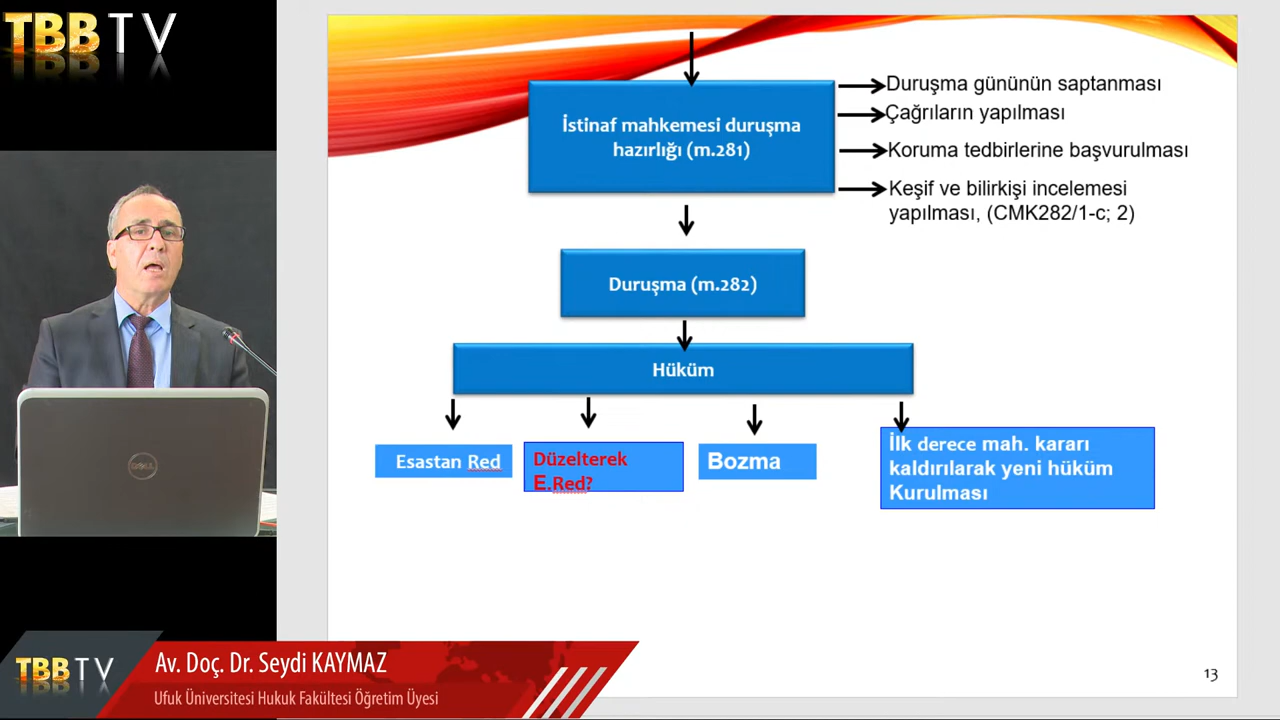 TBB TV
İstinaf mahkemesi duruşma
hazırlığı (m.281)
Duruşma gününün saptanması
Çağrıların yapılması
Koruma tedbirlerine başvurulması
Keşif ve bilirkişi incelemesi
yapılması, (CMK282/1-c; 2)
Duruşma (m.282)
Hüküm
Esastan Red
Düzelterek
E.Red?
Bozma
İlk derece mah. kararı
kaldırılarak yeni hüküm
Kurulması
DELL
TBB TV
Av. Doç. Dr. Seydi KAYMAZ
Ufuk Üniversitesi Hukuk Fakültesi Öğretim Üyesi
13